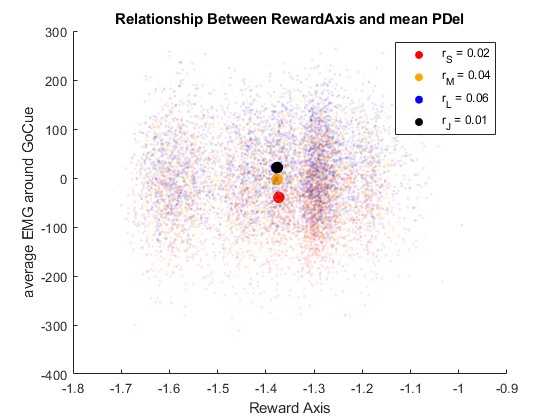 Relationship Between RewardAxis and mean PDel
300
200
100
0
-100
-200
-300
-400
average EMG around GoCue
r_S = 0.02
r_M = 0.04
r_L = 0.06
r_J = 0.01
-1.8 -1.7 -1.6 -1.5 -1.4 -1.3 -1.2 -1.1 -1 -0.9
Reward Axis